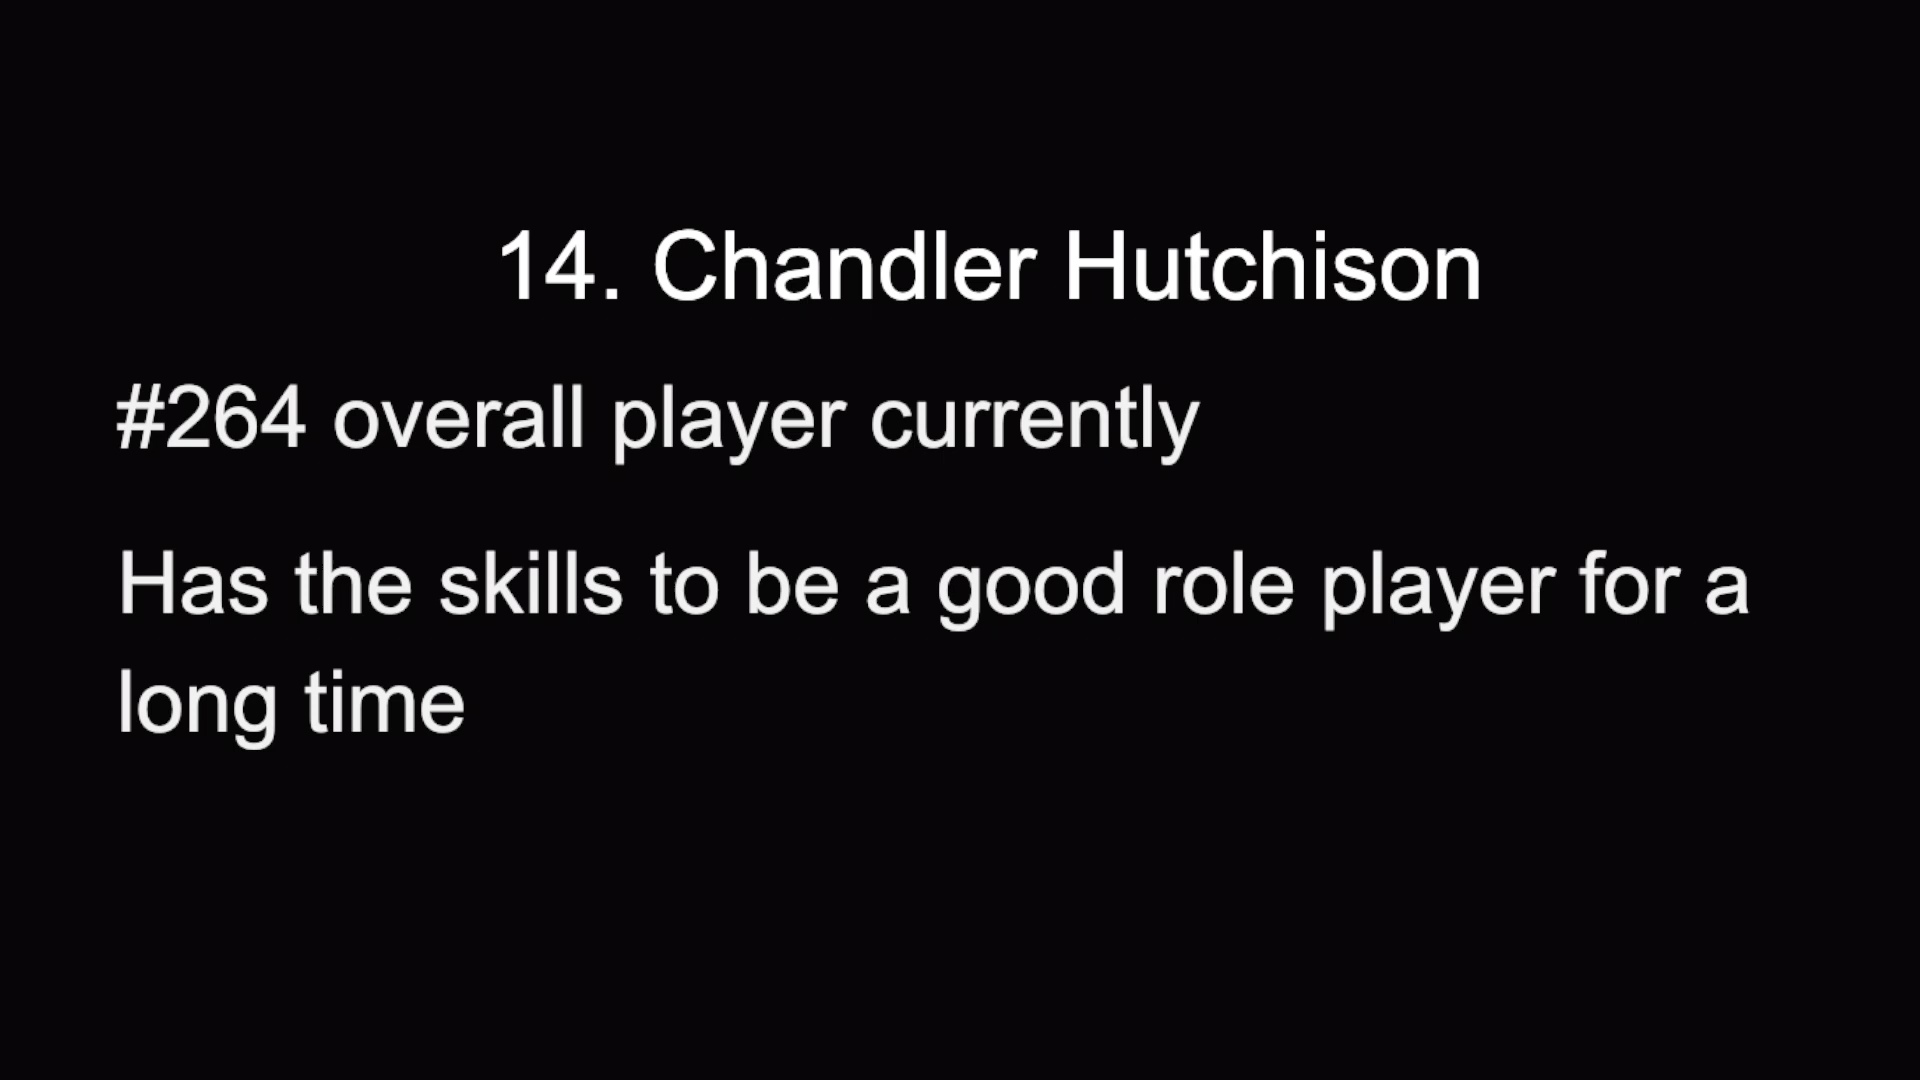 14. Chandler Hutchison
#264 overall player currently
Has the skills to be a good role player for a
long time